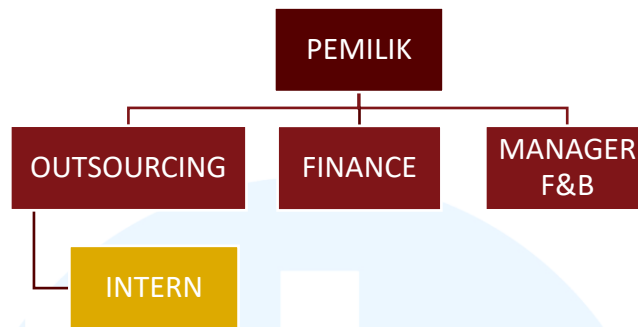 PEMILIK
OUTSOURCING
FINANCE
MANAGER
F&B
INTERN